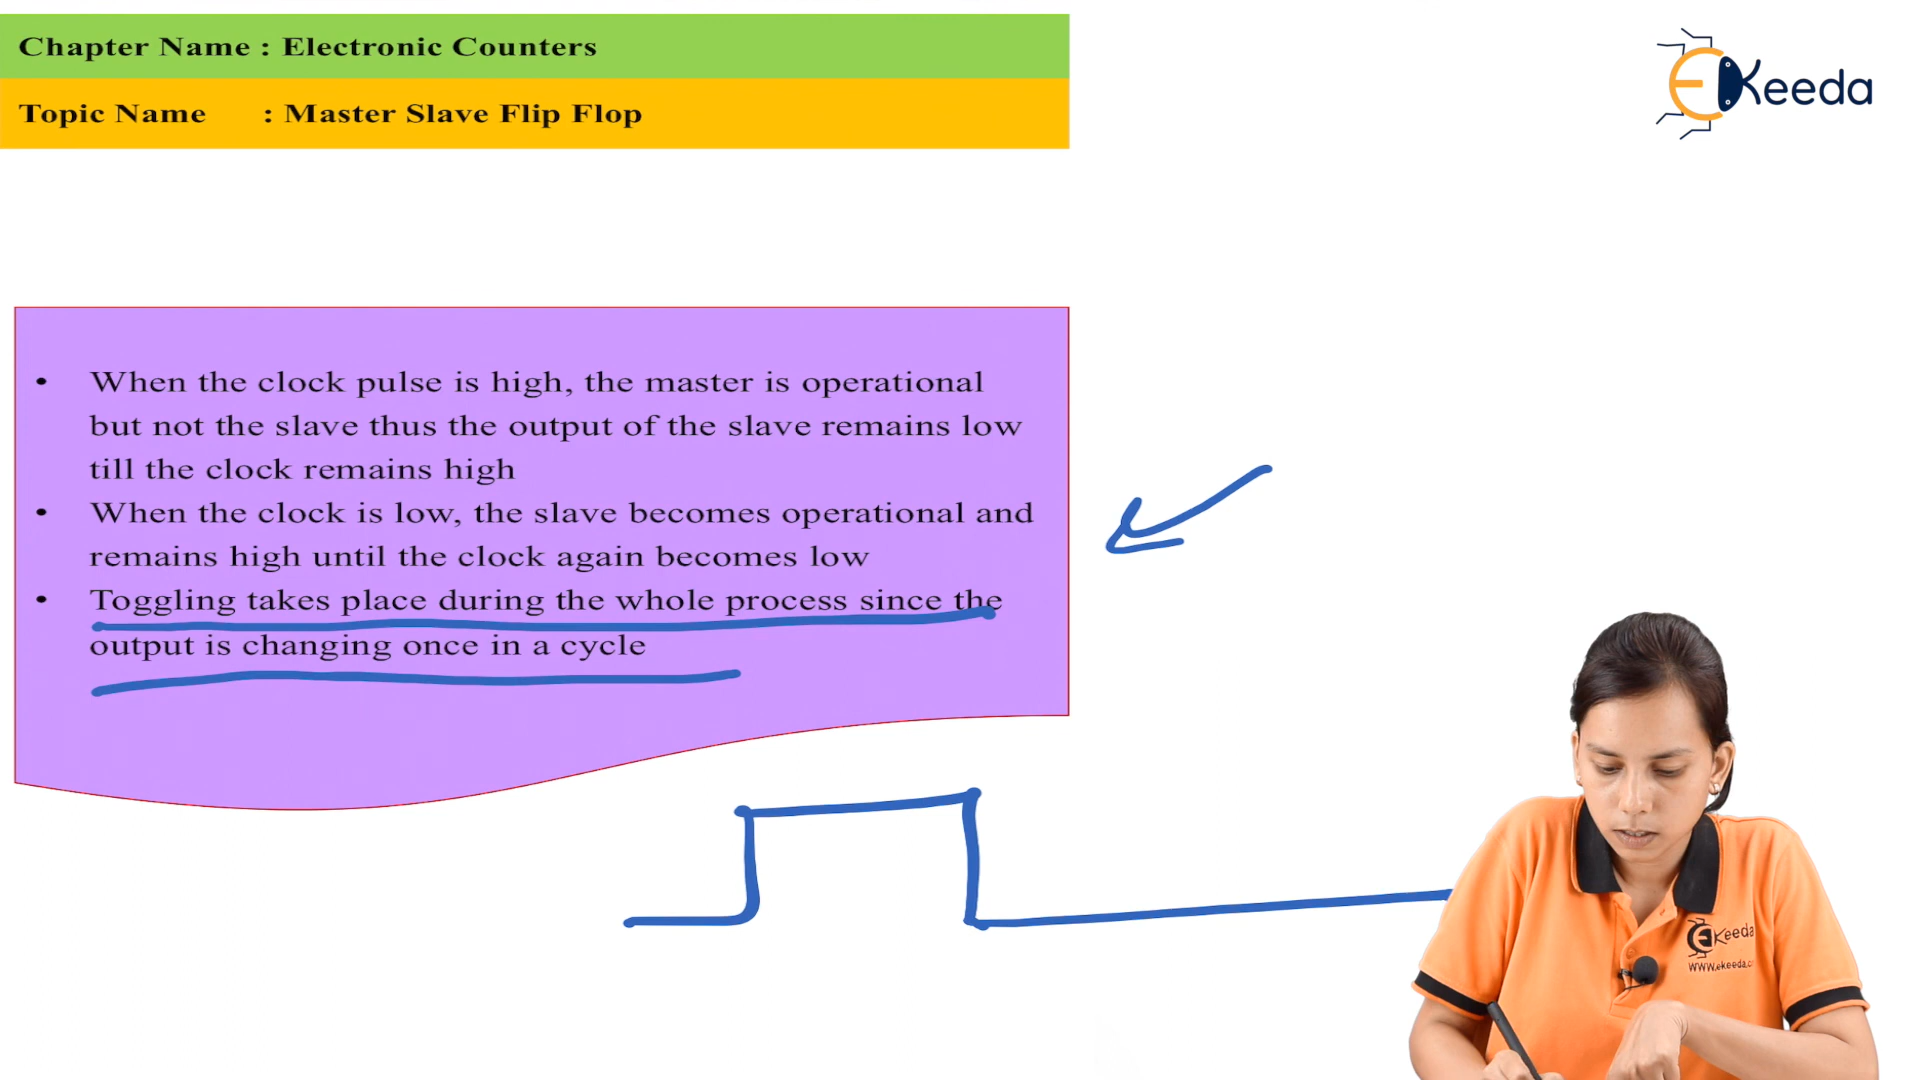 Chapter Name : Electronic Counters
Topic Name : Master Slave Flip Flop
EKeeda
• When the clock pulse is high, the master is operational
but not the slave thus the output of the slave remains low
till the clock remains high
• When the clock is low, the slave becomes operational and
remains high until the clock again becomes low
• Toggling takes place during the whole process since the
output is changing once in a cycle
EKeeda